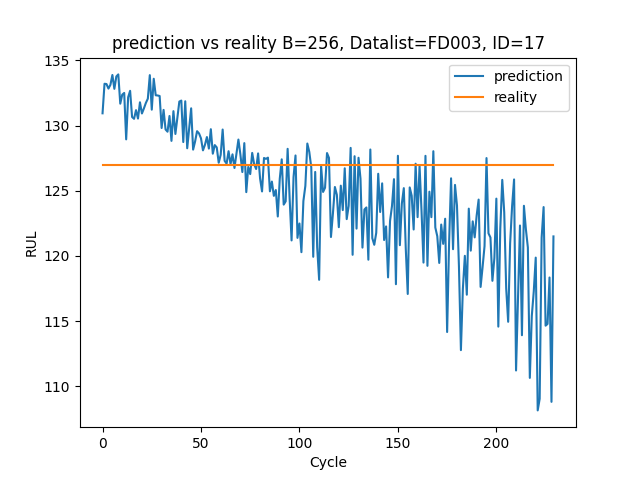 prediction vs reality B=256, Datalist=FD003, ID=17
prediction
reality
RUL
135
130
125
120
115
110
0 50 100 150 200
Cycle